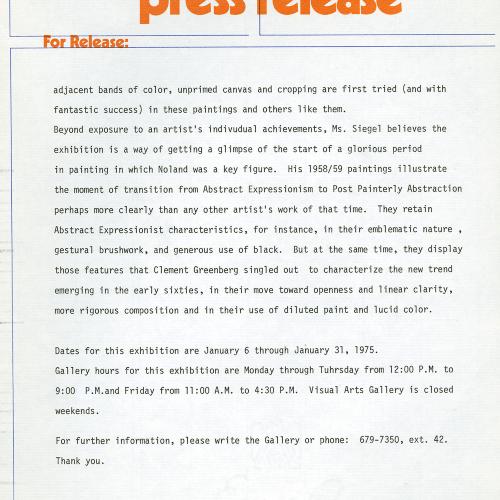 press release
For Release:
adjacent bands of color, unprimed canvas and cropping are first tried (and with
fantastic success) in these paintings and others like them.
Beyond exposure to an artist's indivudual achievements, Ms. Siegel believes the
exhibition is a way of getting a glimpse of the start of a glorious period
in painting in which Noland was a key figure.  His 1958/59 paintings illustrate
the moment of transition from Abstract Expressionism to Post Painterly Abstraction
perhaps more clearly than any other artist's work of that time.  They retain
Abstract Expressionist characteristics, for instance, in their emblematic nature ,
gestural brushwork, and generous use of black.  But at the same time, they display
those features that Clement Greenberg singled out  to characterize the new trend
emerging in the early sixties, in their move toward openness and linear clarity,
more rigorous composition and in their use of diluted paint and lucid color.
Dates for this exhibition are January 6 through January 31, 1975.
Gallery hours for this exhibition are Monday through Tuhrsday from 12:00 P.M. to
9:00  P.M.and Friday from 11:00 A.M. to 4:30 P.M.  Visual Arts Gallery is closed
weekends.
For further information, please write the Gallery or phone:  679-7350, ext. 42.
Thank you.